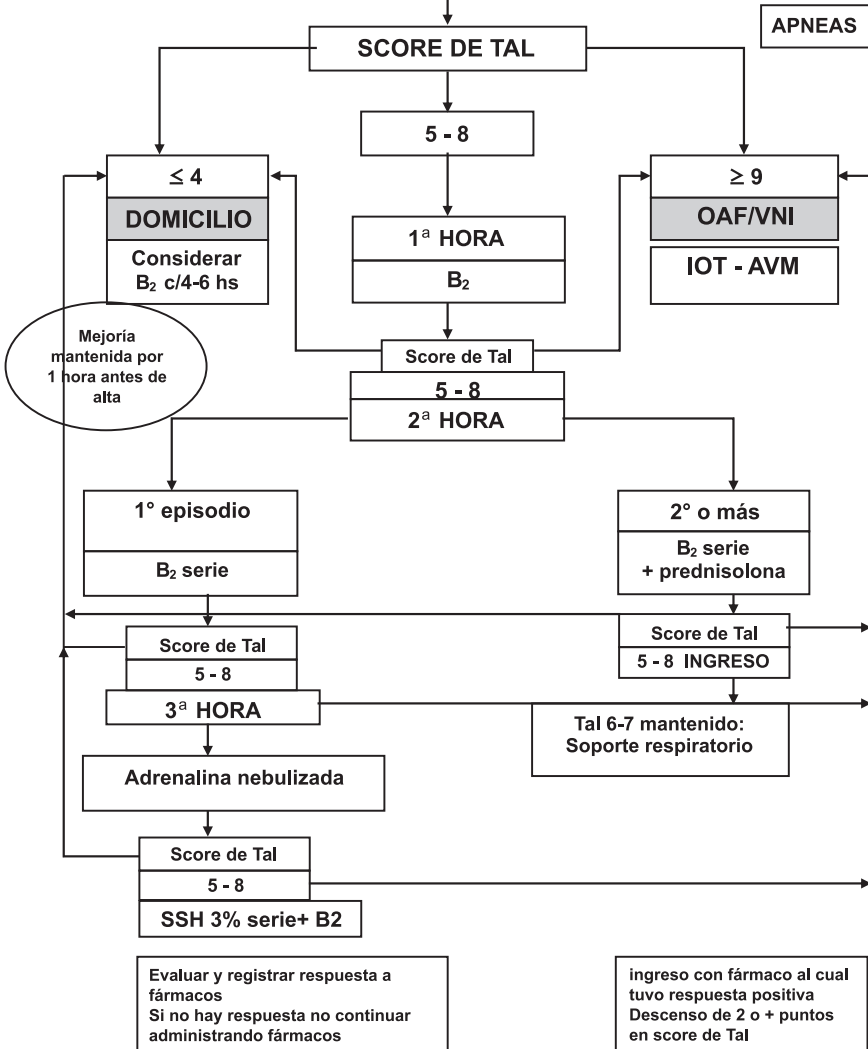 APNEAS
SCORE DE TAL
5 - 8
≤ 4
DOMICILIO
Considerar
B₂ c/4-6 hs
≥ 9
OAF/VNI
IOT - AVM
1ª HORA
B₂
Mejoría
mantenida por
1 hora antes de
alta
Score de Tal
5 - 8
2ª HORA
1° episodio
B₂ serie
2° o más
B₂ serie
+ prednisolona
Score de Tal
5 - 8
3ª HORA
Score de Tal
5 - 8 INGRESO
Tal 6-7 mantenido:
Soporte respiratorio
Adrenalina nebulizada
Score de Tal
5 - 8
SSH 3% serie+ B2
Evaluar y registrar respuesta a
fármacos
Si no hay respuesta no continuar
administrando fármacos
ingreso con fármaco al cual
tuvo respuesta positiva
Descenso de 2 o + puntos
en score de Tal